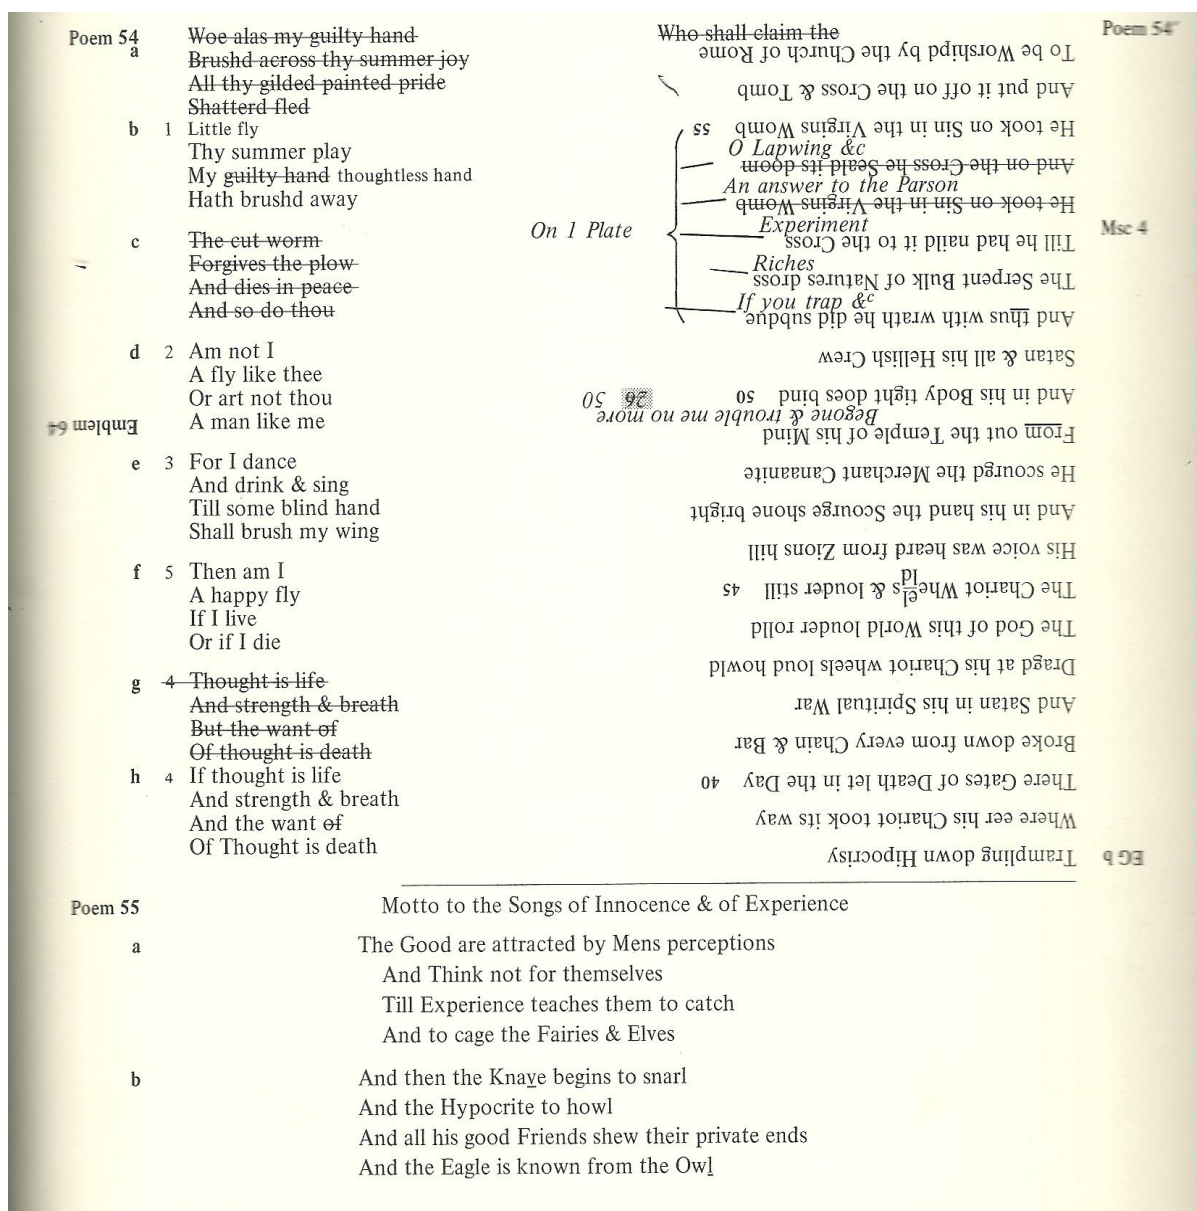 Poem 54
a
Woe alas my guilty hand
Brushd across thy summer joy
All thy gilded painted pride
Shatterd fled
b 1 Little fly
Thy summer play
My guilty hand thoughtless hand
Hath brushd away
c The cut worm
Forgives the plow
And dies in peace
And so do thou
d 2 Am not I
A fly like thee
Or art not thou
A man like me
e 3 For I dance
And drink & sing
Till some blind hand
Shall brush my wing
f 5 Then am I
A happy fly
If I live
Or if I die
g 4 Thought is life
And strength & breath
But the want of
Of thought is death
h 4 If thought is life
And strength & breath
And the want of
Of Thought is death
Who shall claim the
Poem 54
O Lapwing &c
An answer to the Parson
On 1 Plate
Experiment
Msc 4
Riches
If you trap &c
EG b
Trampling down Hipocrisy
Where eer his Chariot took its way
There Gates of Death let in the Day 40
Broke down from every Chain & Bar
And Satan in his Spiritual War
Dragd at his Chariot wheels loud howld
The God of this World louder rolld
The Chariot Wheels & louder still 45
ld
His voice was heard from Zions hill
And in his hand the Scourge shone bright
He scourgd the Merchant Canaanite
From out the Temple of his Mind
Begone & trouble me no more
26 50
And in his Body tight does bind 50
Satan & all his Hellish Crew
And thus with wrath he did subdue
The Serpent Bulk of Natures dross
Till he had naild it to the Cross
He took on Sin in the Virgins Womb
And on the Cross he Seald its doom
He took on Sin in the Virgins Womb 55
And put it off on the Cross & Tomb
To be Worshipd by the Church of Rome
Emblem 64
Poem 55
Motto to the Songs of Innocence & of Experience
a The Good are attracted by Mens perceptions
And Think not for themselves
Till Experience teaches them to catch
And to cage the Fairies & Elves
b And then the Knave begins to snarl
And the Hypocrite to howl
And all his good Friends shew their private ends
And the Eagle is known from the Owl